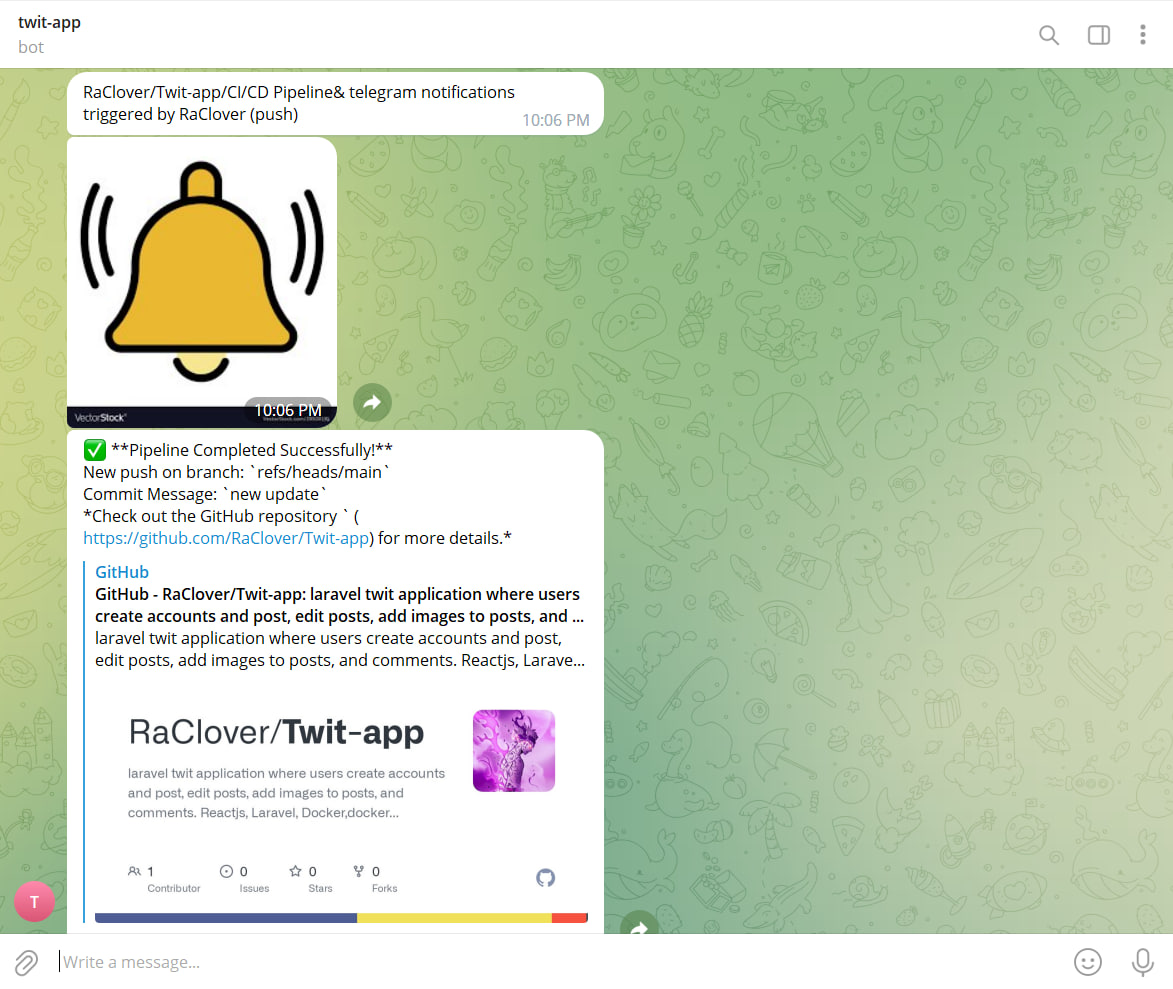 twit-app
bot
RaClover/Twit-app/CI/CD Pipeline& telegram notifications
triggered by RaClover (push)
10:06 PM
10:06 PM
VectorStock®
✅ **Pipeline Completed Successfully!**
New push on branch: `refs/heads/main`
Commit Message: `new update`
*Check out the GitHub repository ` (
https://github.com/RaClover/Twit-app) for more details.*
GitHub
GitHub - RaClover/Twit-app: laravel twit application where users
create accounts and post, edit posts, add images to posts, and ...
laravel twit application where users create accounts and post,
edit posts, add images to posts, and comments. Reactjs, Larave...
RaClover/Twit-app
laravel twit application where users create accounts
and post, edit posts, add images to posts, and
comments. Reactjs, Laravel, Docker,docker...
1
Contributor
0
Issues
0
Stars
0
Forks
T
Write a message...